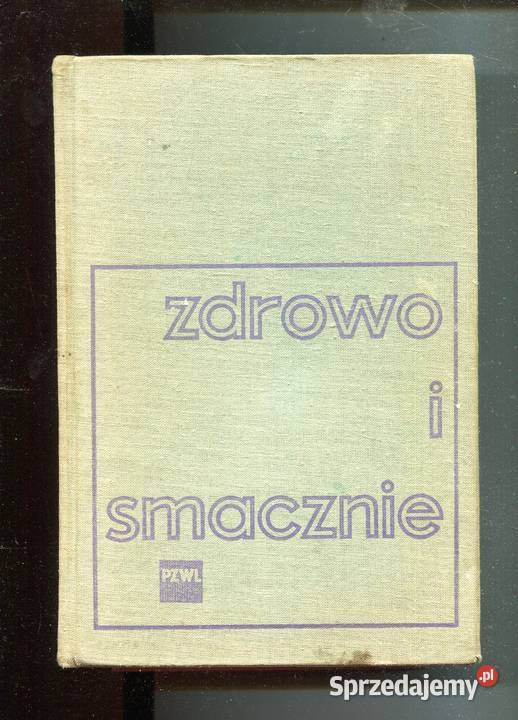 zdrowo
i
smacznie
PZWL
Sprzedajemy.pl